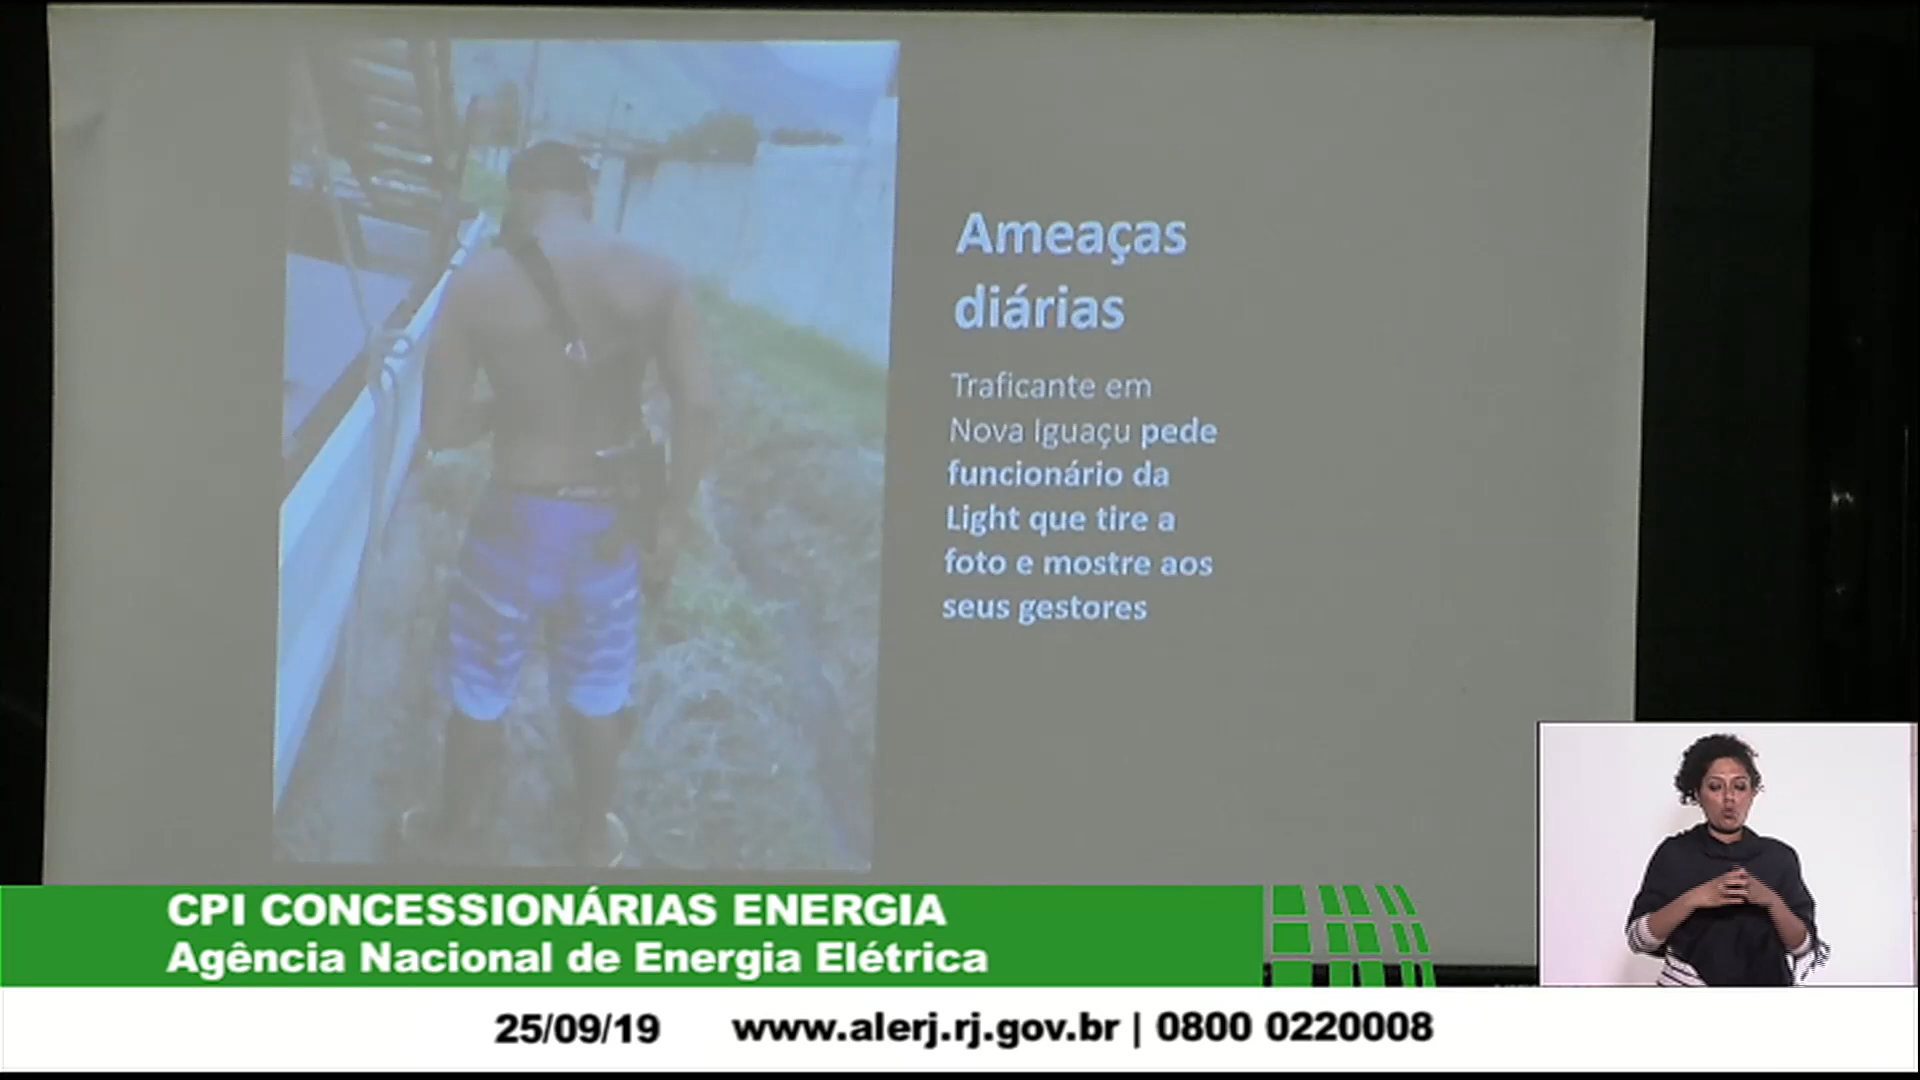 Ameaças
diárias
Traficante em
Nova Iguaçu pede
funcionário da
Light que tire a
foto e mostre aos
seus gestores
CPI CONCESSIONÁRIAS ENERGIA
Agência Nacional de Energia Elétrica
25/09/19 www.alerj.rj.gov.br | 0800 0220008